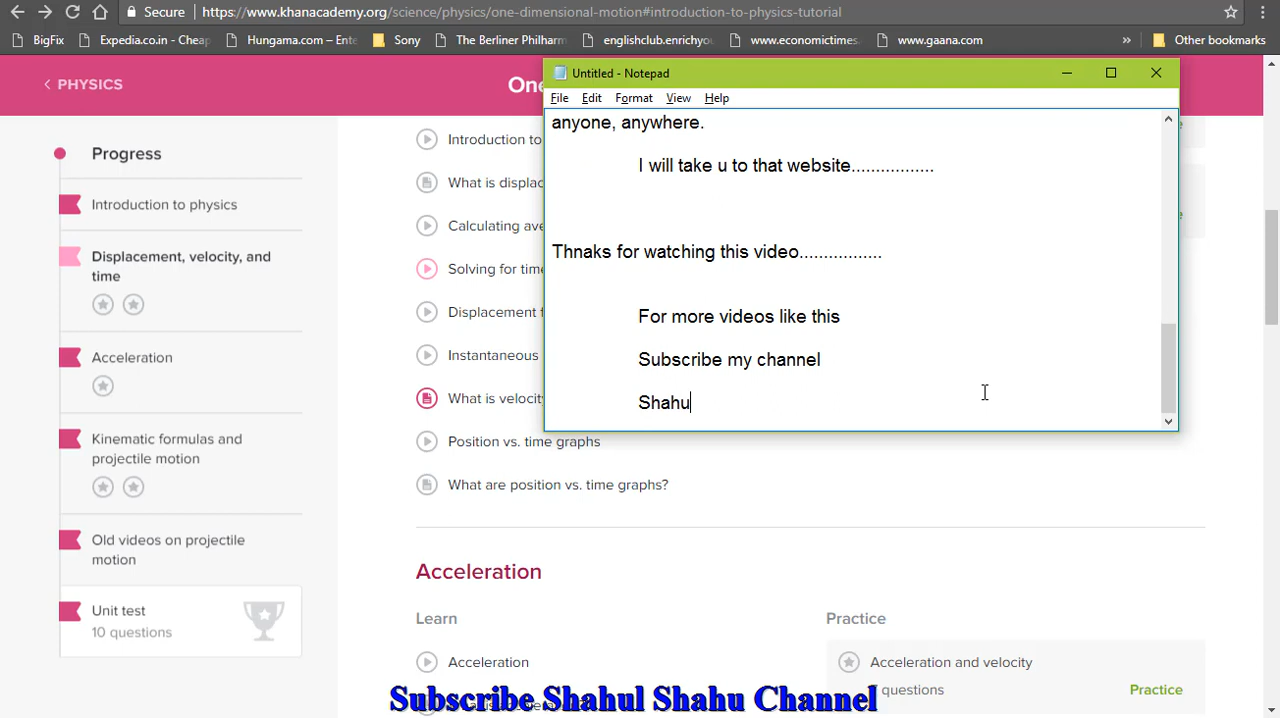 Secure https://www.khanacademy.org/science/physics/one-dimensional-motion#introduction-to-physics-tutorial
BigFix Expedia.co.in - Cheap Hungama.com – Ente Sony The Berliner Philharm englishclub.enrichyo www.economictimes. www.gaana.com » Other bookmarks
PHYSICS
One
Progress
Introduction to physics
Displacement, velocity, and
time
Acceleration
Kinematic formulas and
projectile motion
Old videos on projectile
motion
Unit test
10 questions
Introduction to
What is displac
Calculating ave
Solving for time
Displacement f
Instantaneous
What is velocity
Position vs. time graphs
What are position vs. time graphs?
Untitled - Notepad
File Edit Format View Help
anyone, anywhere.
I will take u to that website.................
Thnaks for watching this video.................
For more videos like this
Subscribe my channel
Shahu
Acceleration
Learn
Practice
Acceleration
Acceleration and velocity
questions
Practice
Subscribe Shahul Shahu Channel